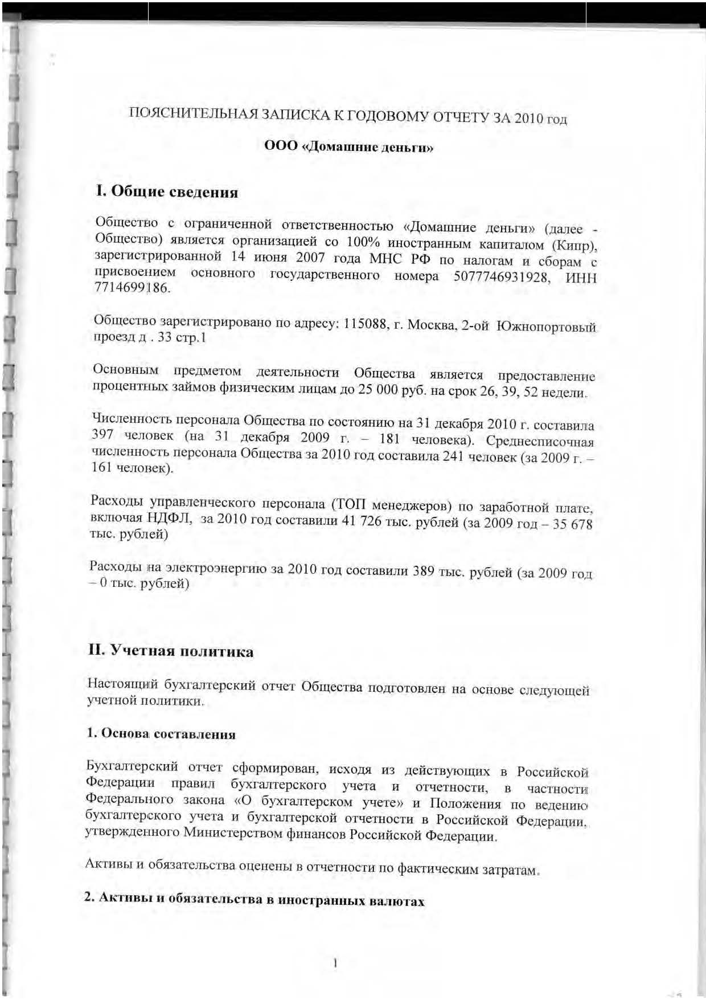 ПОЯСНИТЕЛЬНАЯ ЗАПИСКА К ГОДОВОМУ ОТЧЕТУ ЗА 2010 год
ООО «Домашние деньги»
I. Общие сведения
Общество с ограниченной ответственностью «Домашние деньги» (далее -
Общество) является организацией со 100% иностранным капиталом (Кипр),
зарегистрированной 14 июня 2007 года МНС РФ по налогам и сборам с
присвоением основного государственного номера 5077746931928, ИНН
7714699186.
Общество зарегистрировано по адресу: 115088, г. Москва, 2-ой Южнопортовый
проезд д . 33 стр.1
Основным предметом деятельности Общества является предоставление
процентных займов физическим лицам до 25 000 руб. на срок 26, 39, 52 недели.
Численность персонала Общества по состоянию на 31 декабря 2010 г. составила
397 человек (на 31 декабря 2009 г. – 181 человека). Среднесписочная
численность персонала Общества за 2010 год составила 241 человек (за 2009 г. –
161 человек).
Расходы управленческого персонала (ТОП менеджеров) по заработной плате,
включая НДФЛ, за 2010 год составили 41 726 тыс. рублей (за 2009 год – 35 678
тыс. рублей)
Расходы на электроэнергию за 2010 год составили 389 тыс. рублей (за 2009 год
– 0 тыс. рублей)
II. Учетная политика
Настоящий бухгалтерский отчет Общества подготовлен на основе следующей
учетной политики.
1. Основа составления
Бухгалтерский отчет сформирован, исходя из действующих в Российской
Федерации правил бухгалтерского учета и отчетности, в частности
Федерального закона «О бухгалтерском учете» и Положения по ведению
бухгалтерского учета и бухгалтерской отчетности в Российской Федерации,
утвержденного Министерством финансов Российской Федерации.
Активы и обязательства оценены в отчетности по фактическим затратам.
2. Активы и обязательства в иностранных валютах
1